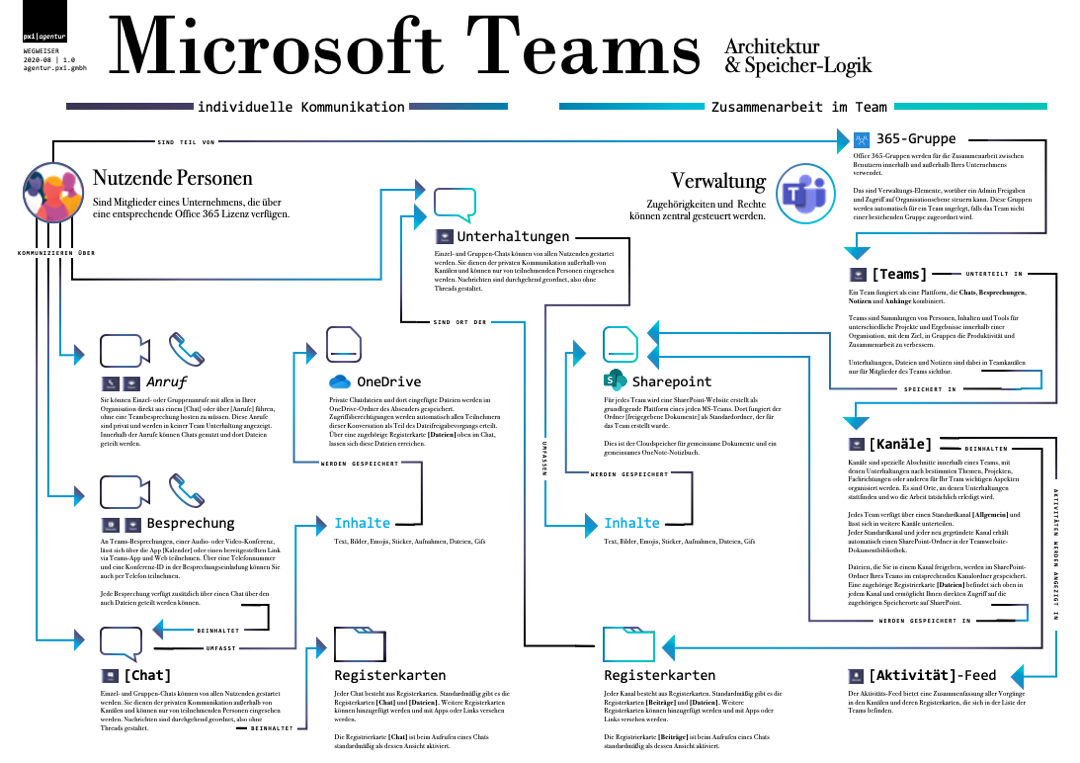 px1|agentur
WEGWEISER
2020-08 | 1.0
agentur.px1.gmbh
Microsoft Teams
Architektur
& Speicher-Logik
individuelle Kommunikation
Zusammenarbeit im Team
SIND TEIL VON
Nutzende Personen
Sind Mitglieder eines Unternehmens, die über
eine entsprechende Office 365 Lizenz verfügen.
KOMMUNIZIEREN ÜBER
Unterhaltungen
Einzel- und Gruppen-Chats können von allen Nutzenden gestartet
werden. Sie dienen der privaten Kommunikation außerhalb von
Kanälen und können nur von teilnehmenden Personen eingesehen
werden. Nachrichten sind durchgehend geordnet, also ohne
Threads gestaltet.
SIND ORT DER
Verwaltung
Zugehörigkeiten und Rechte
können zentral gesteuert werden.
365-Gruppe
Office 365-Gruppen werden für die Zusammenarbeit zwischen
Benutzern innerhalb und außerhalb Ihres Unternehmens
verwendet.
Das sind Verwaltungs-Elemente, worüber ein Admin Freigaben
und Zugriff auf Organisationsebene steuern kann. Diese Gruppen
werden automatisch für ein Team angelegt, falls das Team nicht
einer bestehenden Gruppe zugeordnet wird.
[Teams]
UNTERTEILT IN
Ein Team fungiert als eine Plattform, die Chats, Besprechungen,
Notizen und Anhänge kombiniert.
Teams sind Sammlungen von Personen, Inhalten und Tools für
unterschiedliche Projekte und Ergebnisse innerhalb einer
Organisation, mit dem Ziel, in Gruppen die Produktivität und
Zusammenarbeit zu verbessern.
Unterhaltungen, Dateien und Notizen sind dabei in Teamkanälen
nur für Mitglieder des Teams sichtbar.
SPEICHERT IN
Anruf
Sie können Einzel- oder Gruppenanrufe mit allen in Ihrer
Organisation direkt aus einem [Chat] oder über [Anrufe] führen,
ohne eine Teambesprechung hosten zu müssen. Diese Anrufe
sind privat und werden in keiner Team Unterhaltung angezeigt.
Innerhalb der Anrufe können Chats genutzt und dort Dateien
geteilt werden.
OneDrive
Private Chatdateien und dort eingefügte Dateien werden im
OneDrive-Ordner des Absenders gespeichert.
Zugriffsberechtigungen werden automatisch allen Teilnehmern
dieser Konversation als Teil des Dateifreigabevorgangs erteilt.
Über eine zugehörige Registerkarte [Dateien] oben im Chat,
lassen sich diese Dateien erreichen.
WERDEN GESPEICHERT
Sharepoint
Für jedes Team wird eine SharePoint-Website erstellt als
grundlegende Plattform eines jeden MS-Teams. Dort fungiert der
Ordner [freigegebene Dokumente] als Standardordner, der für
das Team erstellt wurde.
Dies ist der Cloudspeicher für gemeinsame Dokumente und ein
gemeinsames OneNote-Notizbuch.
UMFASSEN
WERDEN GESPEICHERT
[Kanäle]
BEINHALTEN
Kanäle sind spezielle Abschnitte innerhalb eines Teams, mit
denen Unterhaltungen nach bestimmten Themen, Projekten,
Fachrichtungen oder anderen für Ihr Team wichtigen Aspekten
organisiert werden. Es sind Orte, an denen Unterhaltungen
stattfinden und wo die Arbeit tatsächlich erledigt wird.
Jedes Team verfügt über einen Standardkanal [Allgemein] und
lässt sich in weitere Kanäle unterteilen.
Jeder Standardkanal und jeder neu gegründete Kanal erhält
automatisch einen SharePoint-Ordner in der Teamwebsite-
Dokumentbibliothek.
Dateien, die Sie in einem Kanal freigeben, werden im SharePoint-
Ordner Ihres Teams im entsprechenden Kanalordner gespeichert.
Eine zugehörige Registerkarte [Dateien] befindet sich oben in
jedem Kanal und ermöglicht Ihnen direkten Zugriff auf die
zugehörigen Speicherorte auf SharePoint.
WERDEN GESPEICHERT IN
AKTIVITÄTEN WERDEN ANGEZIGT IN
Besprechung
An Teams-Besprechungen, einer Audio- oder Video-Konferenz,
lässt sich über die App [Kalender] oder einen bereitgestellten Link
via Teams-App und Web teilnehmen. Über eine Telefonnummer
und eine Konferenz-ID in der Besprechungseinladung können Sie
auch per Telefon teilnehmen.
Jede Besprechung verfügt zusätzlich über einen Chat über den
auch Dateien geteilt werden können.
BEINHALTET
UMFASST
Inhalte
Text, Bilder, Emojis, Sticker, Aufnahmen, Dateien, Gifs
Inhalte
Text, Bilder, Emojis, Sticker, Aufnahmen, Dateien, Gifs
[Chat]
Einzel- und Gruppen-Chats können von allen Nutzenden gestartet
werden. Sie dienen der privaten Kommunikation außerhalb von
Kanälen und können nur von teilnehmenden Personen eingesehen
werden. Nachrichten sind durchgehend geordnet, also ohne
Threads gestaltet.
BEINHALTET
Registerkarten
Jeder Chat besteht aus Registerkarten. Standardmäßig gibt es die
Registerkarten [Chat] und [Dateien]. Weitere Registerkarten
können hinzugefügt werden und mit Apps oder Links versehen
werden.
Die Registrierkarte [Chat] ist beim Aufrufen eines Chats
standardmäßig als dessen Ansicht aktiviert.
Registerkarten
Jeder Kanal besteht aus Registerkarten. Standardmäßig gibt es die
Registerkarten [Beiträge] und [Dateien]. Weitere
Registerkarten können hinzugefügt werden und mit Apps oder
Links versehen werden.
Die Registrierkarte [Beiträge] ist beim Aufrufen eines Chats
standardmäßig als dessen Ansicht aktiviert.
[Aktivität]-Feed
Der Aktivitäts-Feed bietet eine Zusammenfassung aller Vorgänge
in den Kanälen und deren Registerkarten, die sich in der Liste der
Teams befinden.